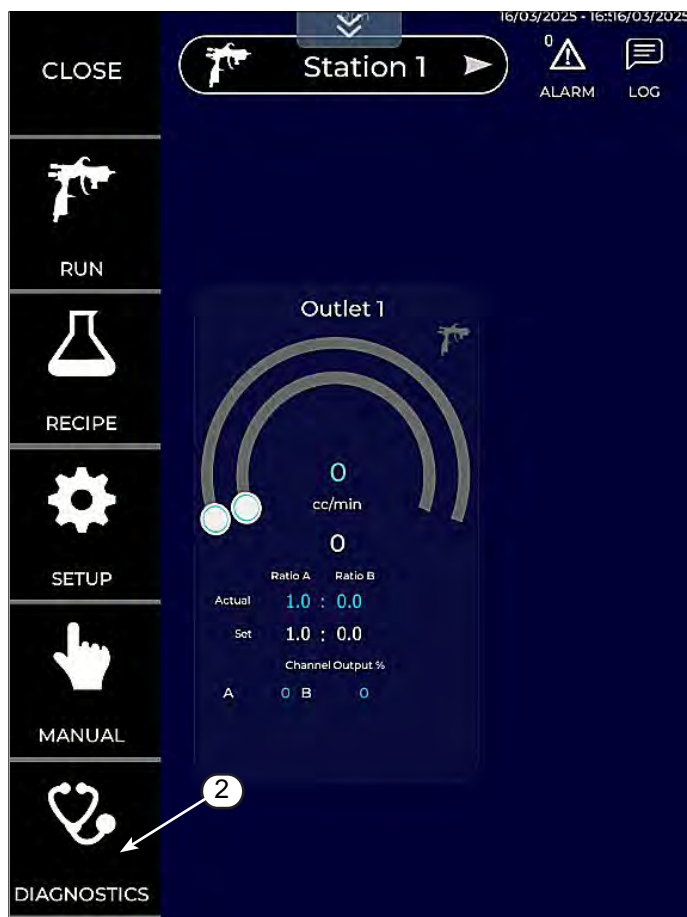 16/03/2025 - 16:
16/03/2025
CLOSE
Station 1
0
ALARM
LOG
RUN
RECIPE
SETUP
MANUAL
DIAGNOSTICS
Outlet 1
0
cc/min
0
Ratio A Ratio B
Actual 1.0 : 0.0
Set 1.0 : 0.0
Channel Output %
A 0 B 0
2